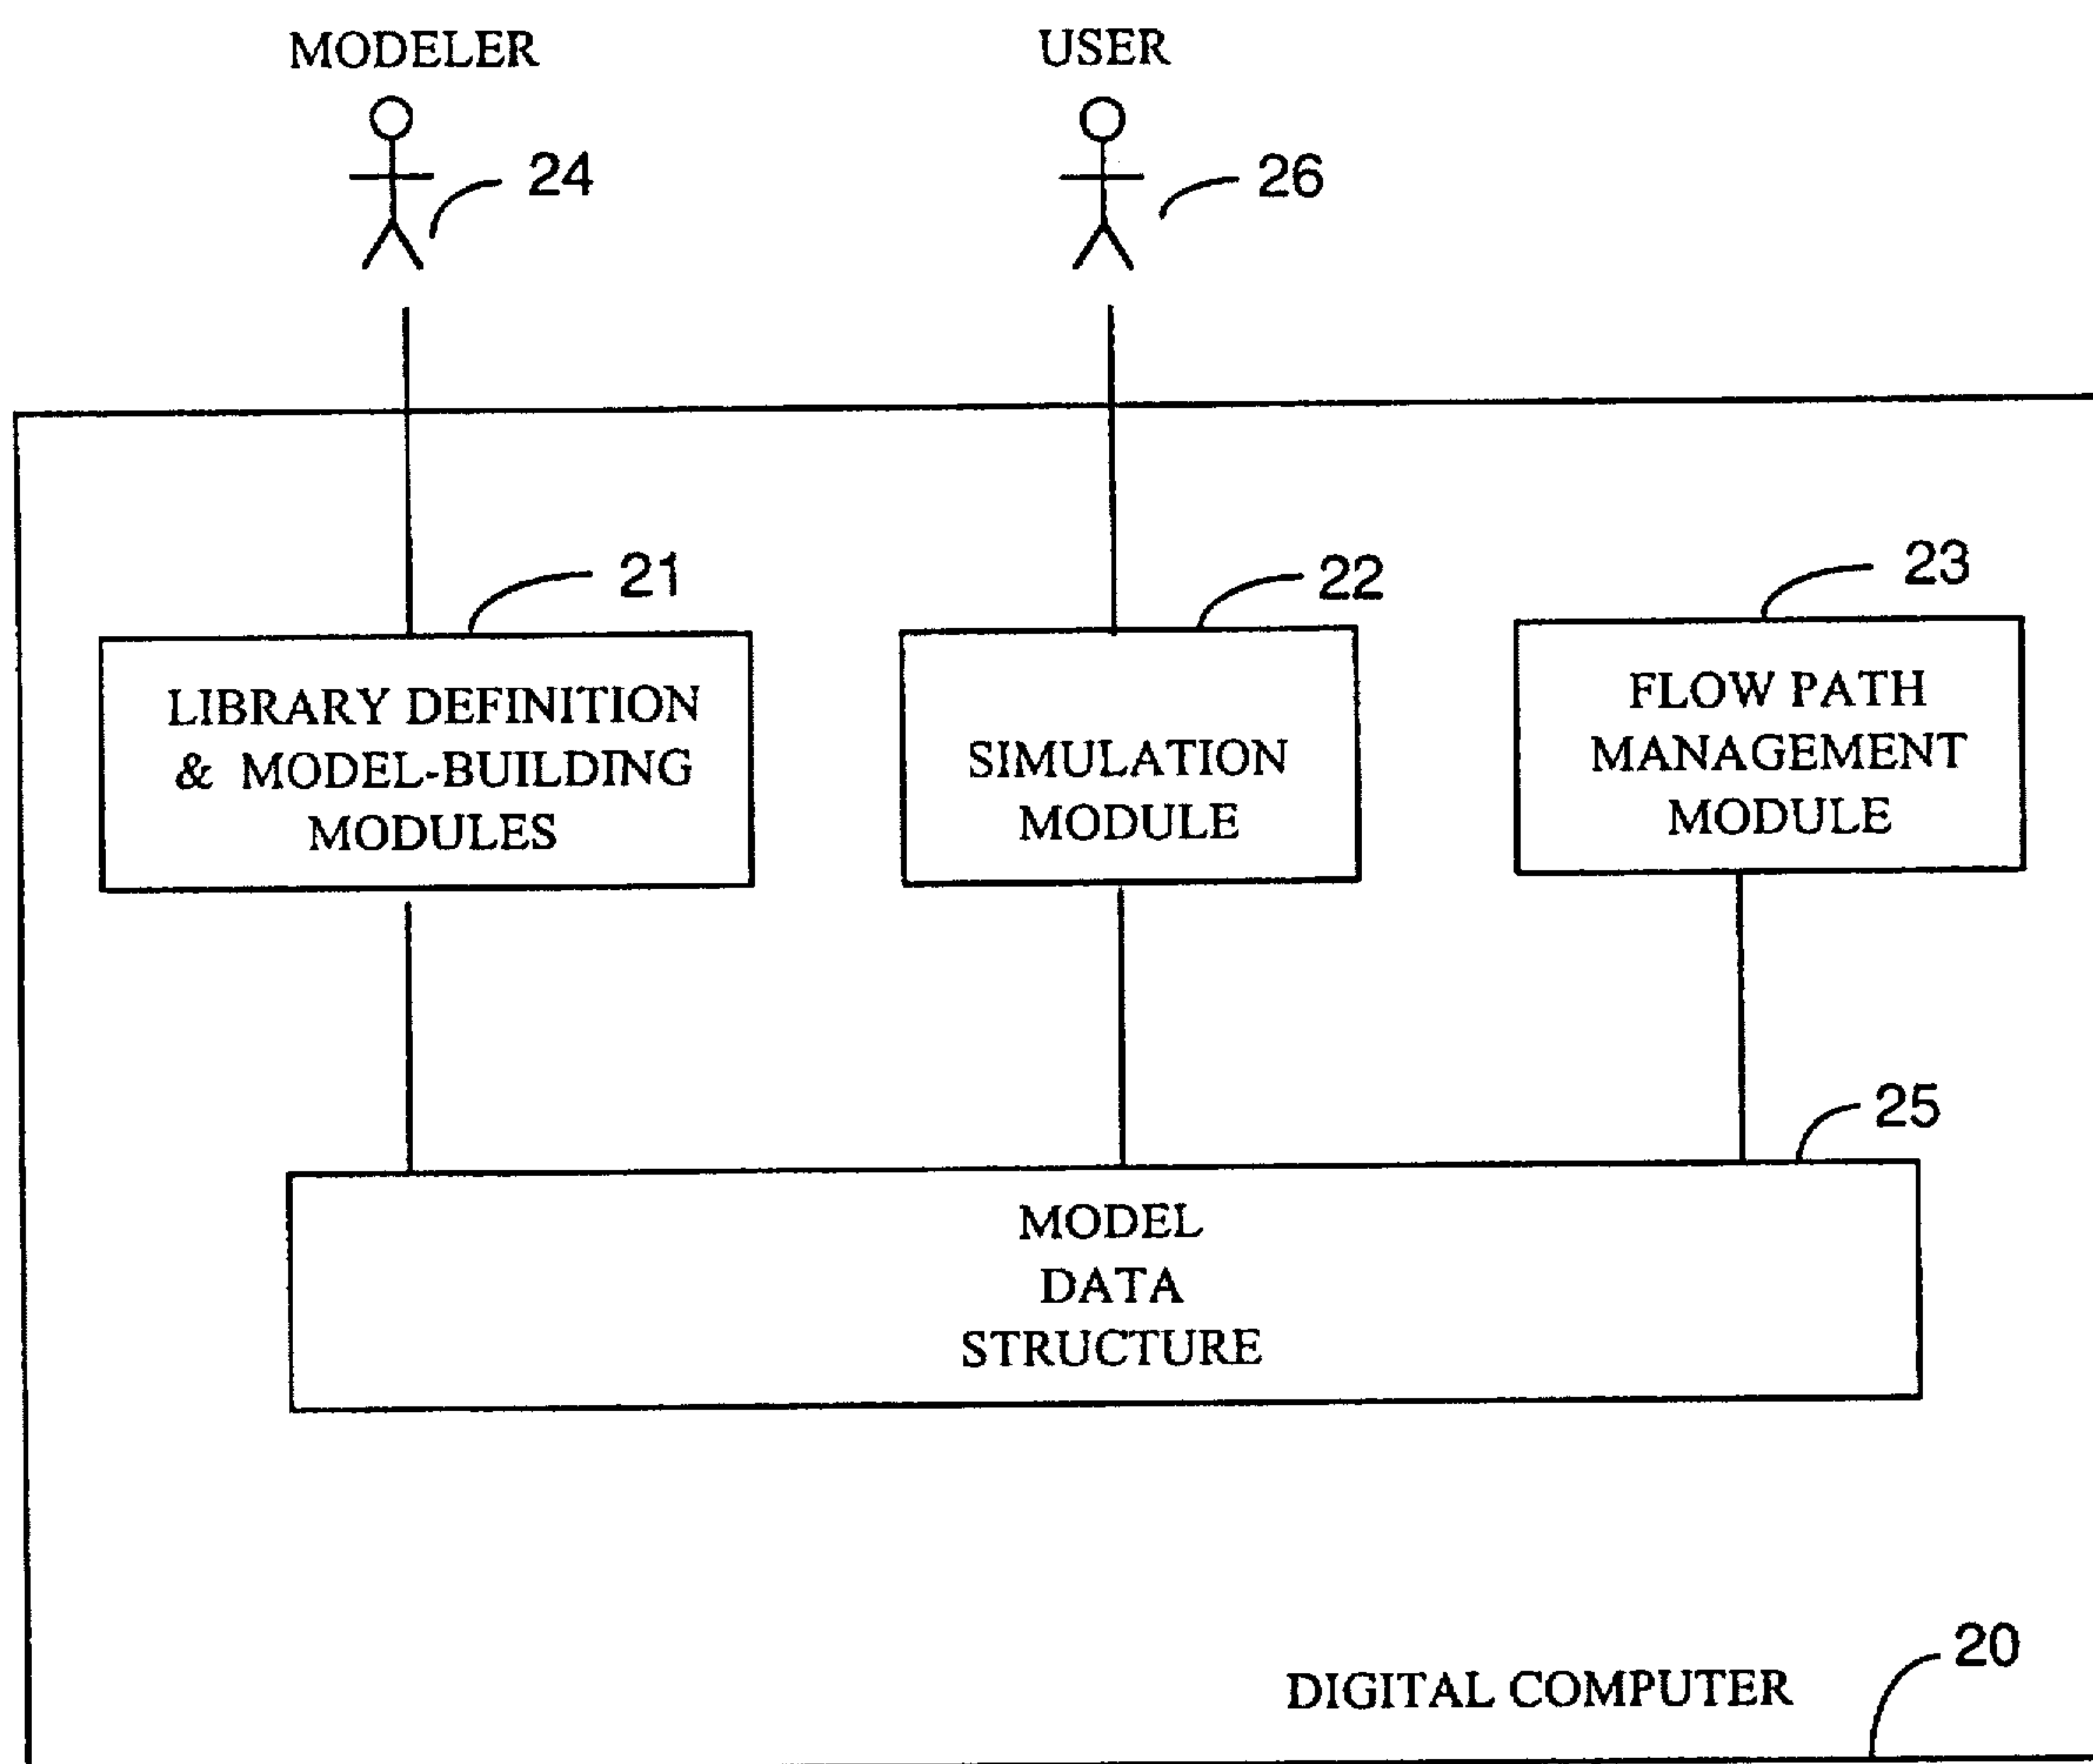 MODELER
USER
24
26
21
22
23
LIBRARY DEFINITION
& MODEL-BUILDING
MODULES
SIMULATION
MODULE
FLOW PATH
MANAGEMENT
MODULE
25
MODEL
DATA
STRUCTURE
20
DIGITAL COMPUTER